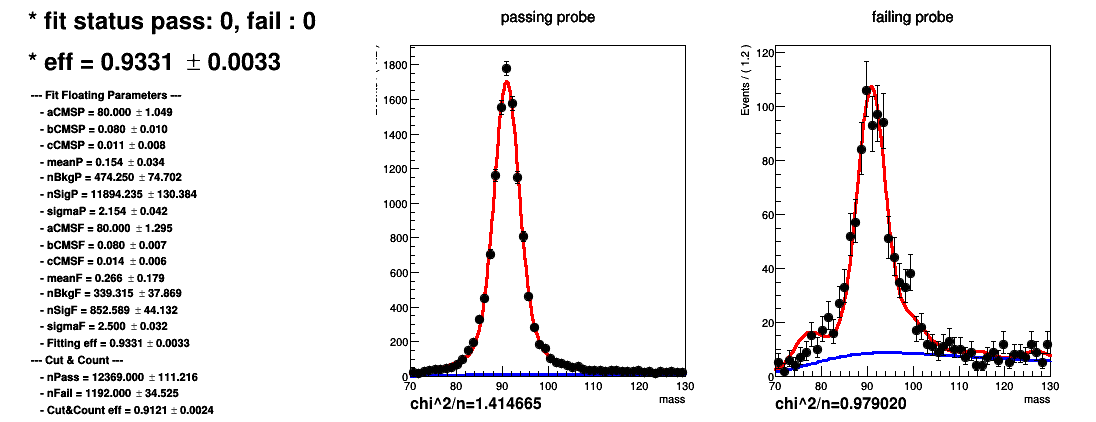 * fit status pass: 0, fail : 0
* eff = 0.9331 ± 0.0033
--- Fit Floating Parameters ---
- aCMSP = 80.000 ± 1.049
- bCMSP = 0.080 ± 0.010
- cCMSP = 0.011 ± 0.008
- meanP = 0.154 ± 0.034
- nBkgP = 474.250 ± 74.702
- nSigP = 11894.235 ± 130.384
- sigmaP = 2.154 ± 0.042
- aCMSF = 80.000 ± 1.295
- bCMSF = 0.080 ± 0.007
- cCMSF = 0.014 ± 0.006
- meanF = 0.266 ± 0.179
- nBkgF = 339.315 ± 37.869
- nSigF = 852.589 ± 44.132
- sigmaF = 2.500 ± 0.032
- Fitting eff = 0.9331 ± 0.0033
--- Cut & Count ---
- nPass = 12369.000 ± 111.216
- nFail = 1192.000 ± 34.525
- Cut&Count eff = 0.9121 ± 0.0024
passing probe
1800
1600
1400
1200
1000
800
600
400
200
0
70 80 90 100 110 120 130
mass
chi^2/n=1.414665
failing probe
Events / ( 1.2 )
120
100
80
60
40
20
0
70 80 90 100 110 120 130
mass
chi^2/n=0.979020